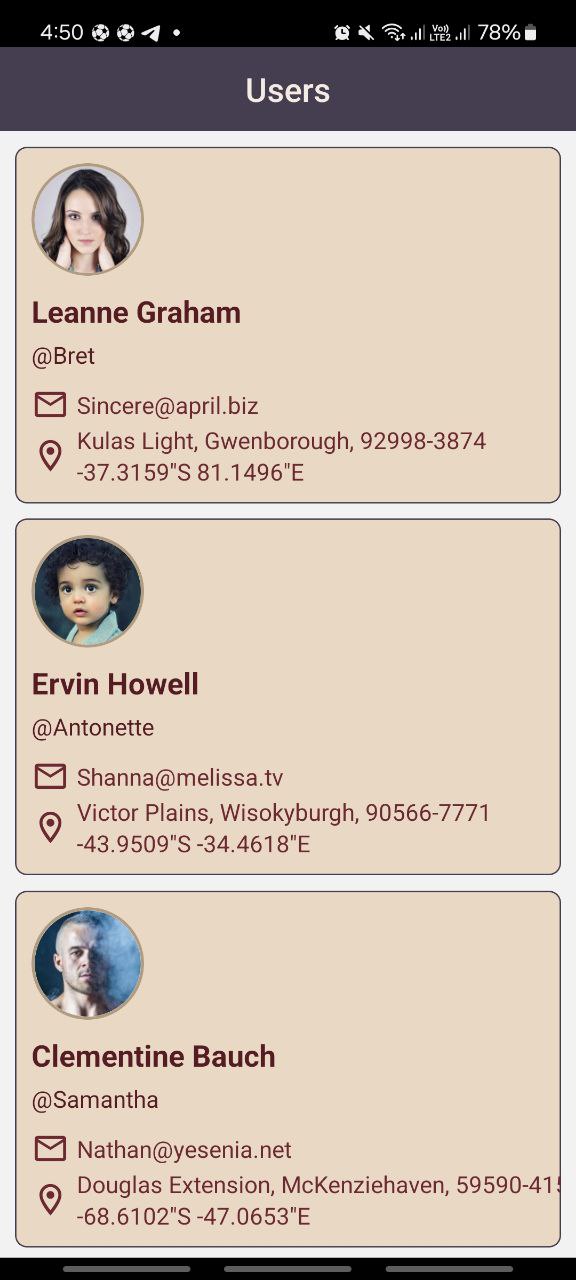 4:50
Vo)) LTE2 78%
Users
Leanne Graham
@Bret
Sincere@april.biz
Kulas Light, Gwenborough, 92998-3874
-37.3159"S 81.1496"E
Ervin Howell
@Antonette
Shanna@melissa.tv
Victor Plains, Wisokyburgh, 90566-7771
-43.9509"S -34.4618"E
Clementine Bauch
@Samantha
Nathan@yesenia.net
Douglas Extension, McKenziehaven, 59590-415
-68.6102"S -47.0653"E